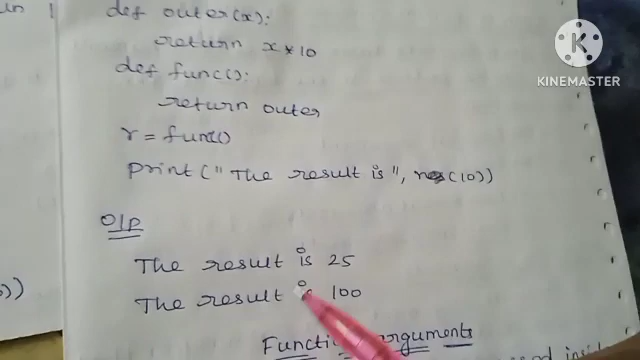 def outer(x):
return x*10
def func():
return outer
r = func()
print("The result is", r(10))
O/P
The result is 25
The result is 100
Function arguments
KINEMASTER